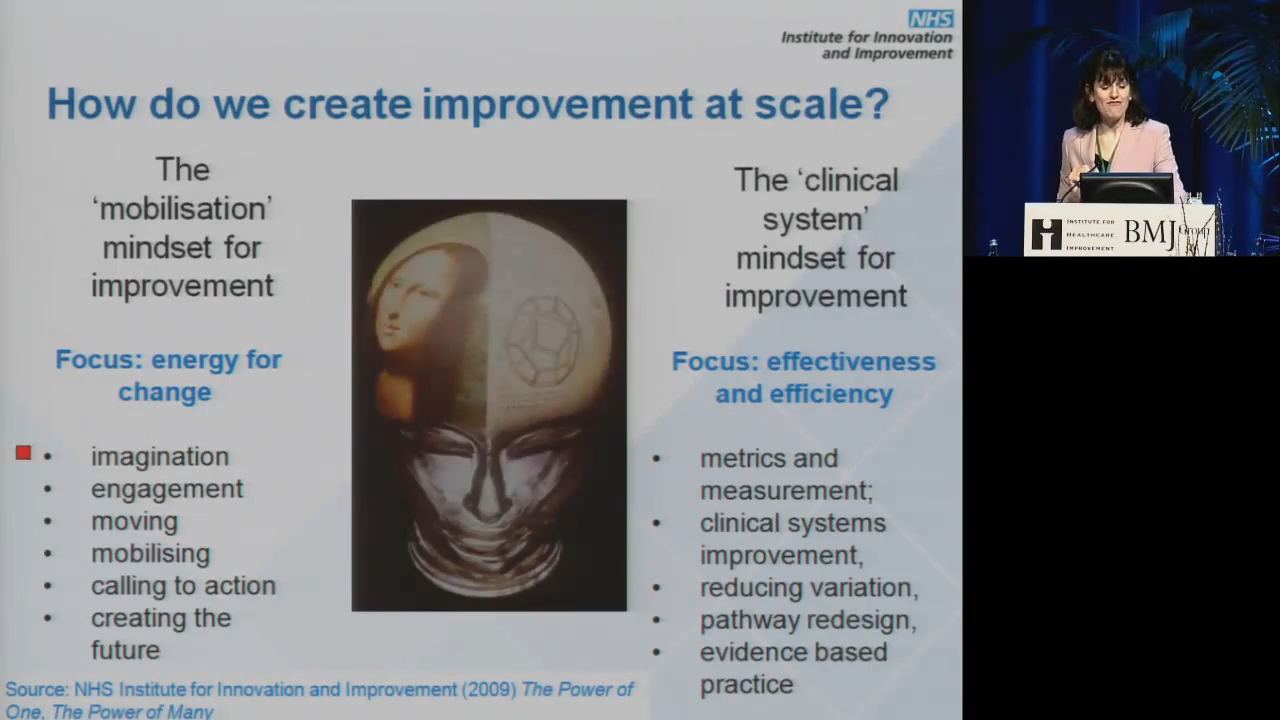 NHS
Institute for Innovation
and Improvement
How do we create improvement at scale?
The
‘mobilisation’
mindset for
improvement
Focus: energy for
change
• imagination
• engagement
• moving
• mobilising
• calling to action
• creating the
future
The ‘clinical
system’
mindset for
improvement
Focus: effectiveness
and efficiency
• metrics and
measurement;
• clinical systems
improvement,
• reducing variation,
• pathway redesign,
• evidence based
practice
Source: NHS Institute for Innovation and Improvement (2009) The Power of
One, The Power of Many
INSTITUTE FOR
HEALTHCARE
IMPROVEMENT
BMJ Group